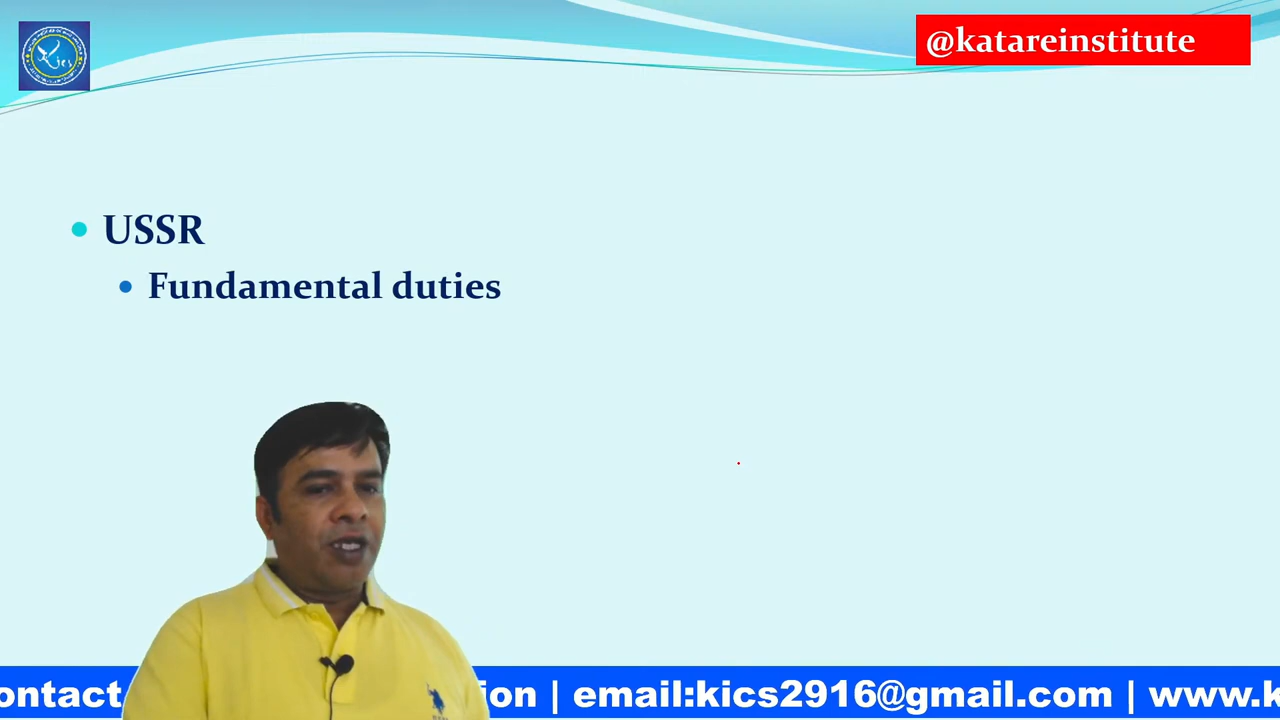 @katareinstitute
USSR
Fundamental duties
ontact
ion | email:kics2916@gmail.com | www.k